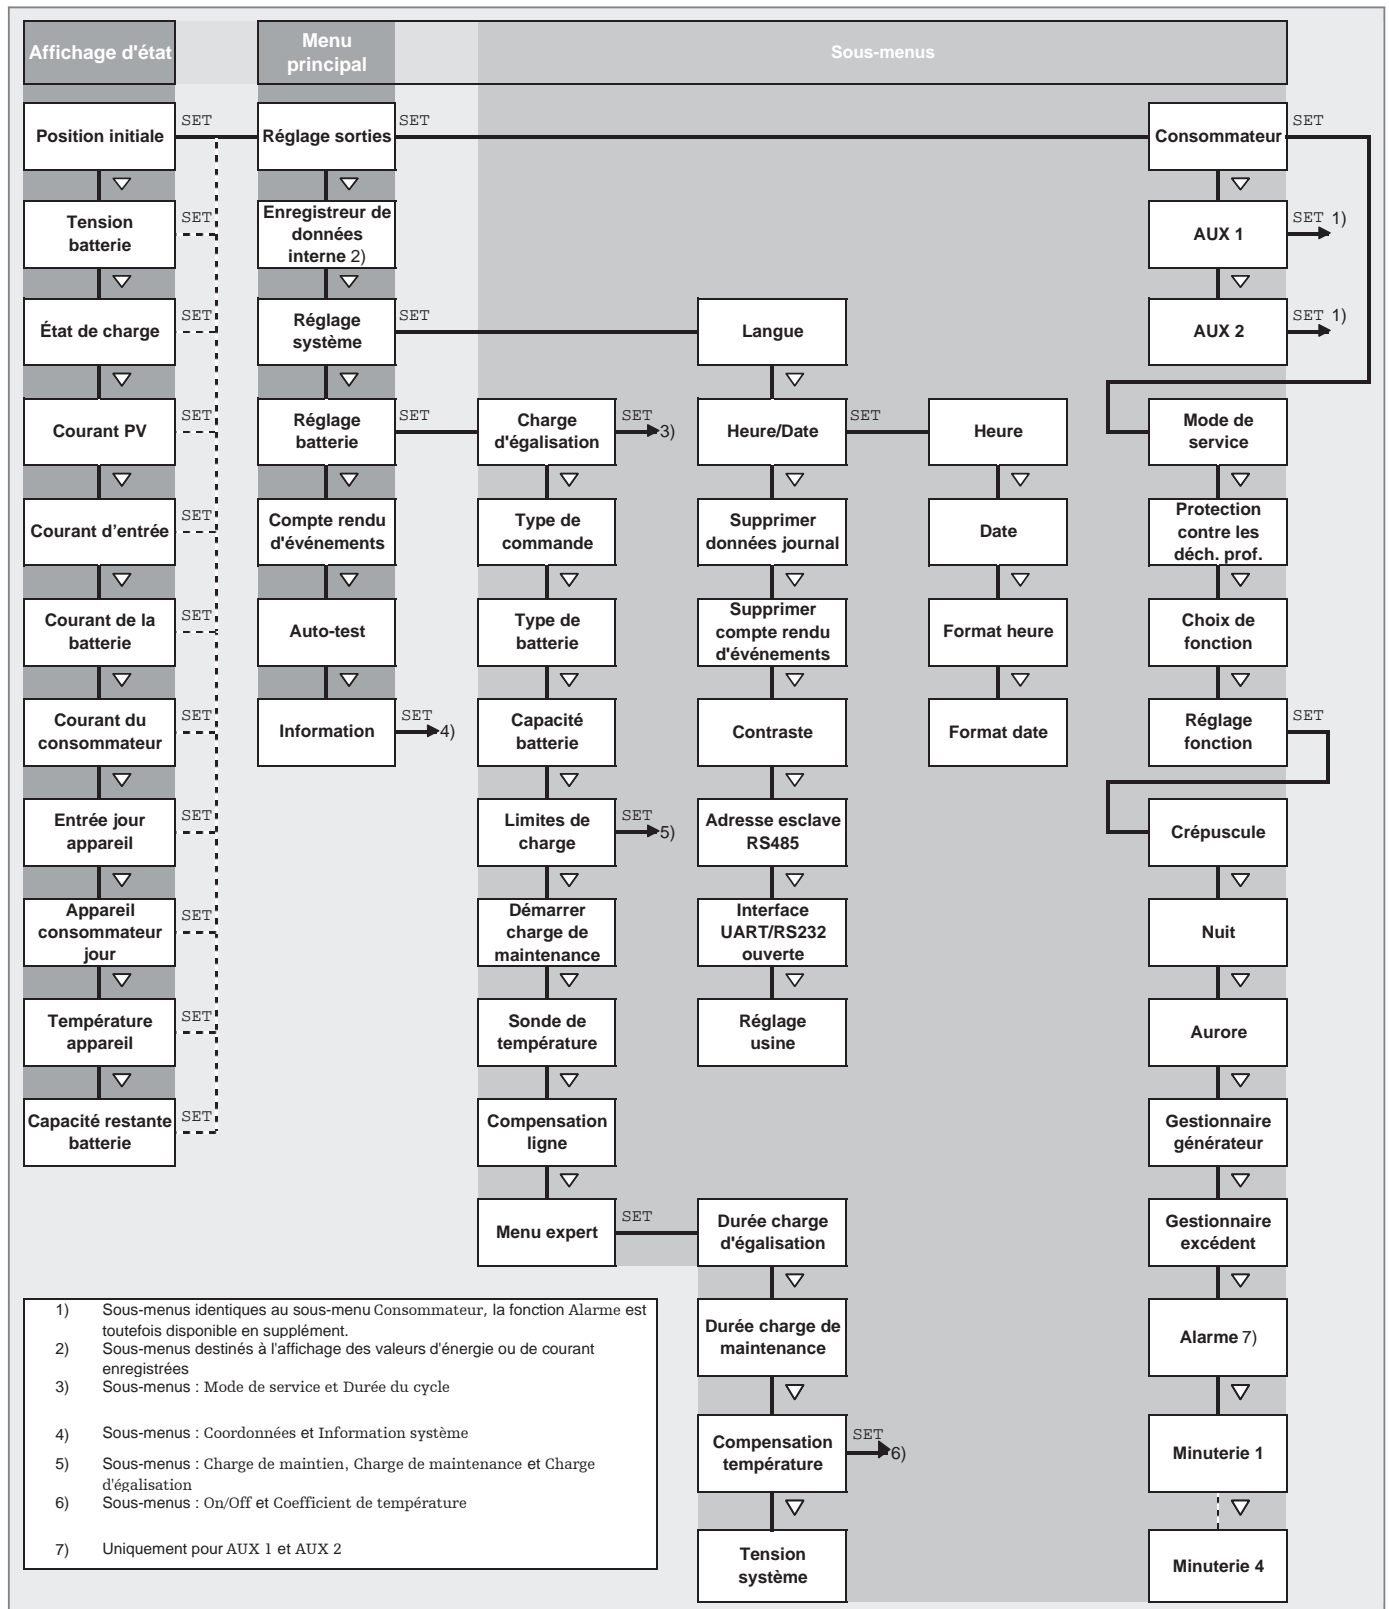 Affichage d'état
Menu
principal
Sous-menus
Position initiale
SET
Réglage sorties
SET
Consommateur
SET
Tension
batterie
SET
Enregistreur de
données
interne 2)
AUX 1
SET 1)
État de charge
SET
Réglage
système
SET
Langue
AUX 2
SET 1)
Courant PV
SET
Réglage
batterie
SET
Charge
d'égalisation
SET
3)
Heure/Date
SET
Heure
Mode de
service
Courant d'entrée
SET
Compte rendu
d'événements
Type de
commande
Supprimer
données journal
Date
Protection
contre les
déch. prof.
Courant de la
batterie
SET
Auto-test
Type de
batterie
Supprimer
compte rendu
d'événements
Format heure
Choix de
fonction
Courant du
consommateur
SET
Information
SET
4)
Capacité
batterie
Contraste
Format date
Réglage
fonction
SET
Entrée jour
appareil
SET
Limites de
charge
SET
5)
Adresse esclave
RS485
Crépuscule
Appareil
consommateur
jour
SET
Démarrer
charge de
maintenance
Interface
UART/RS232
ouverte
Nuit
Température
appareil
SET
Sonde de
température
Réglage
usine
Aurore
Capacité restante
batterie
SET
Compensation
ligne
Gestionnaire
générateur
Menu expert
SET
Durée charge
d'égalisation
Gestionnaire
excédent
Durée charge de
maintenance
Alarme 7)
Compensation
température
SET
6)
Minuterie 1
Tension
système
Minuterie 4
1) Sous-menus identiques au sous-menu Consommateur, la fonction Alarme est
toutefois disponible en supplément.
2) Sous-menus destinés à l'affichage des valeurs d'énergie ou de courant
enregistrées
3) Sous-menus : Mode de service et Durée du cycle
4) Sous-menus : Coordonnées et Information système
5) Sous-menus : Charge de maintien, Charge de maintenance et Charge
d'égalisation
6) Sous-menus : On/Off et Coefficient de température
7) Uniquement pour AUX 1 et AUX 2